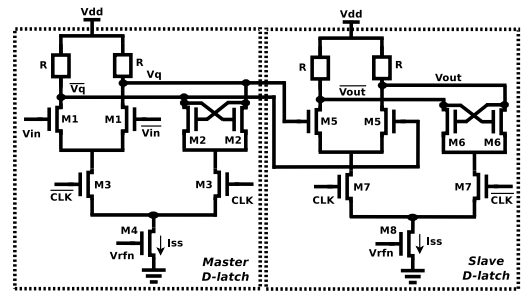 Vdd
Vdd
R
R
R
R
Vq
Vq
Vout
Vout
M1
M1
M2
M2
M5
M5
M6
M6
Vin
Vin
M3
M3
M7
M7
CLK
CLK
CLK
CLK
M4
Iss
M8
Iss
Vrfn
Vrfn
Master
D-latch
Slave
D-latch